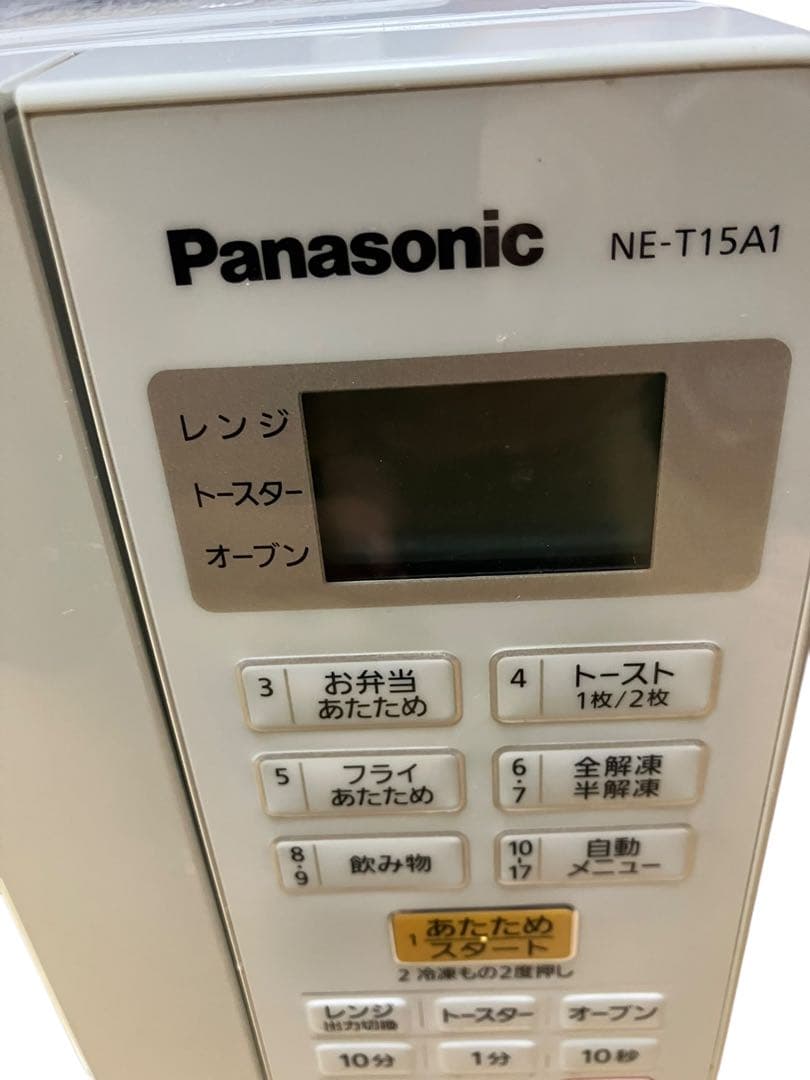 Panasonic NE-T15A1
レンジ
トースター
オーブン
3 お弁当
あたため
4 トースト
1枚/2枚
5 フライ
あたため
6・7 全解凍
半解凍
8・9 飲み物
10-17 自動
メニュー
1 あたため
スタート
2 冷凍もの2度押し
レンジ
出力切換
トースター
オーブン
10分 1分 10秒